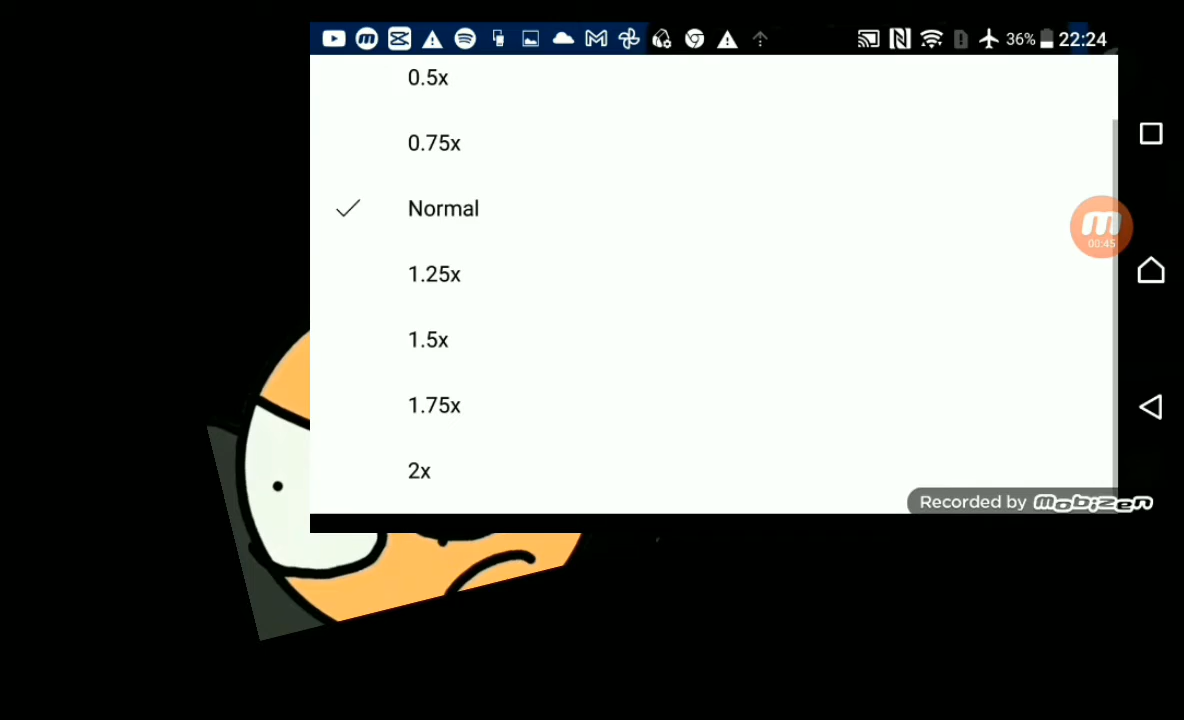 36% 22:24
0.5x
0.75x
Normal
00:45
1.25x
1.5x
1.75x
2x
Recorded by mobizen